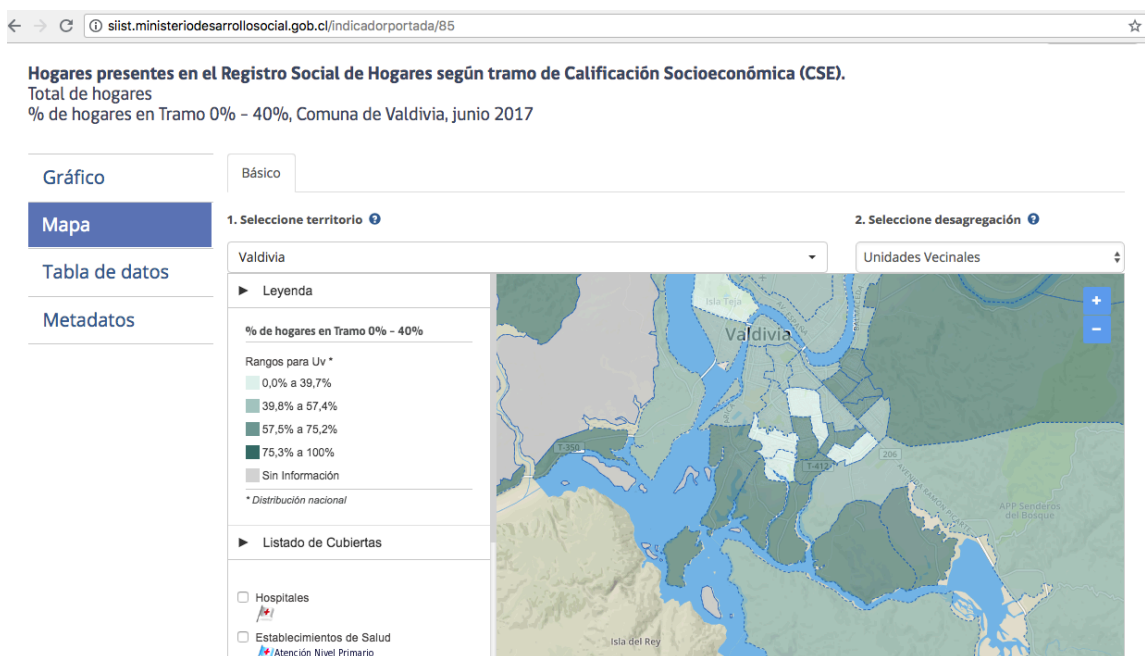 siist.ministeriodesarrollosocial.gob.cl/indicadorportada/85
Hogares presentes en el Registro Social de Hogares según tramo de Calificación Socioeconómica (CSE).
Total de hogares
% de hogares en Tramo 0% – 40%, Comuna de Valdivia, junio 2017
Gráfico
Mapa
Tabla de datos
Metadatos
Básico
1. Seleccione territorio ?
2. Seleccione desagregación ?
Valdivia
Unidades Vecinales
Leyenda
% de hogares en Tramo 0% – 40%
Rangos para Uv *
0,0% a 39,7%
39,8% a 57,4%
57,5% a 75,2%
75,3% a 100%
Sin Información
* Distribución nacional
Listado de Cubiertas
Hospitales
Establecimientos de Salud
Atención Nivel Primario
+
–
Isla Teja
Valdivia
T-350
T-412
206
APP Senderos
del Bosque
Isla del Rey